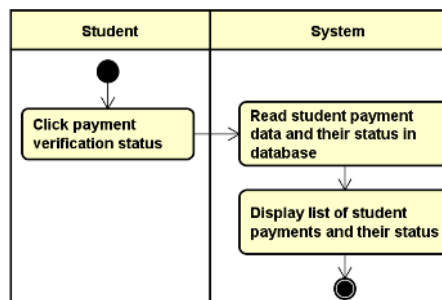 Student
System
Click payment
verification status
Read student payment
data and their status in
database
Display list of student
payments and their status